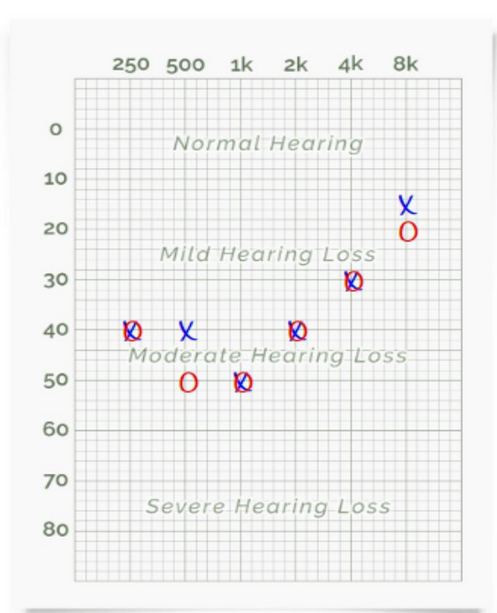 250 500 1k 2k 4k 8k
0
Normal Hearing
10
20
Mild Hearing Loss
30
40
Moderate Hearing Loss
50
60
70
Severe Hearing Loss
80